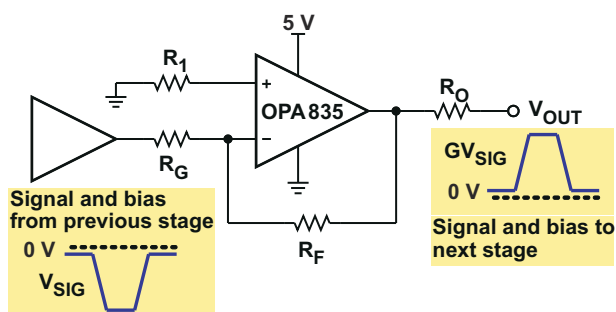 5 V
R1
+
OPA835
−
RG
RO
VOUT
GVSIG
0 V
Signal and bias to
next stage
Signal and bias
from previous stage
0 V
VSIG
RF